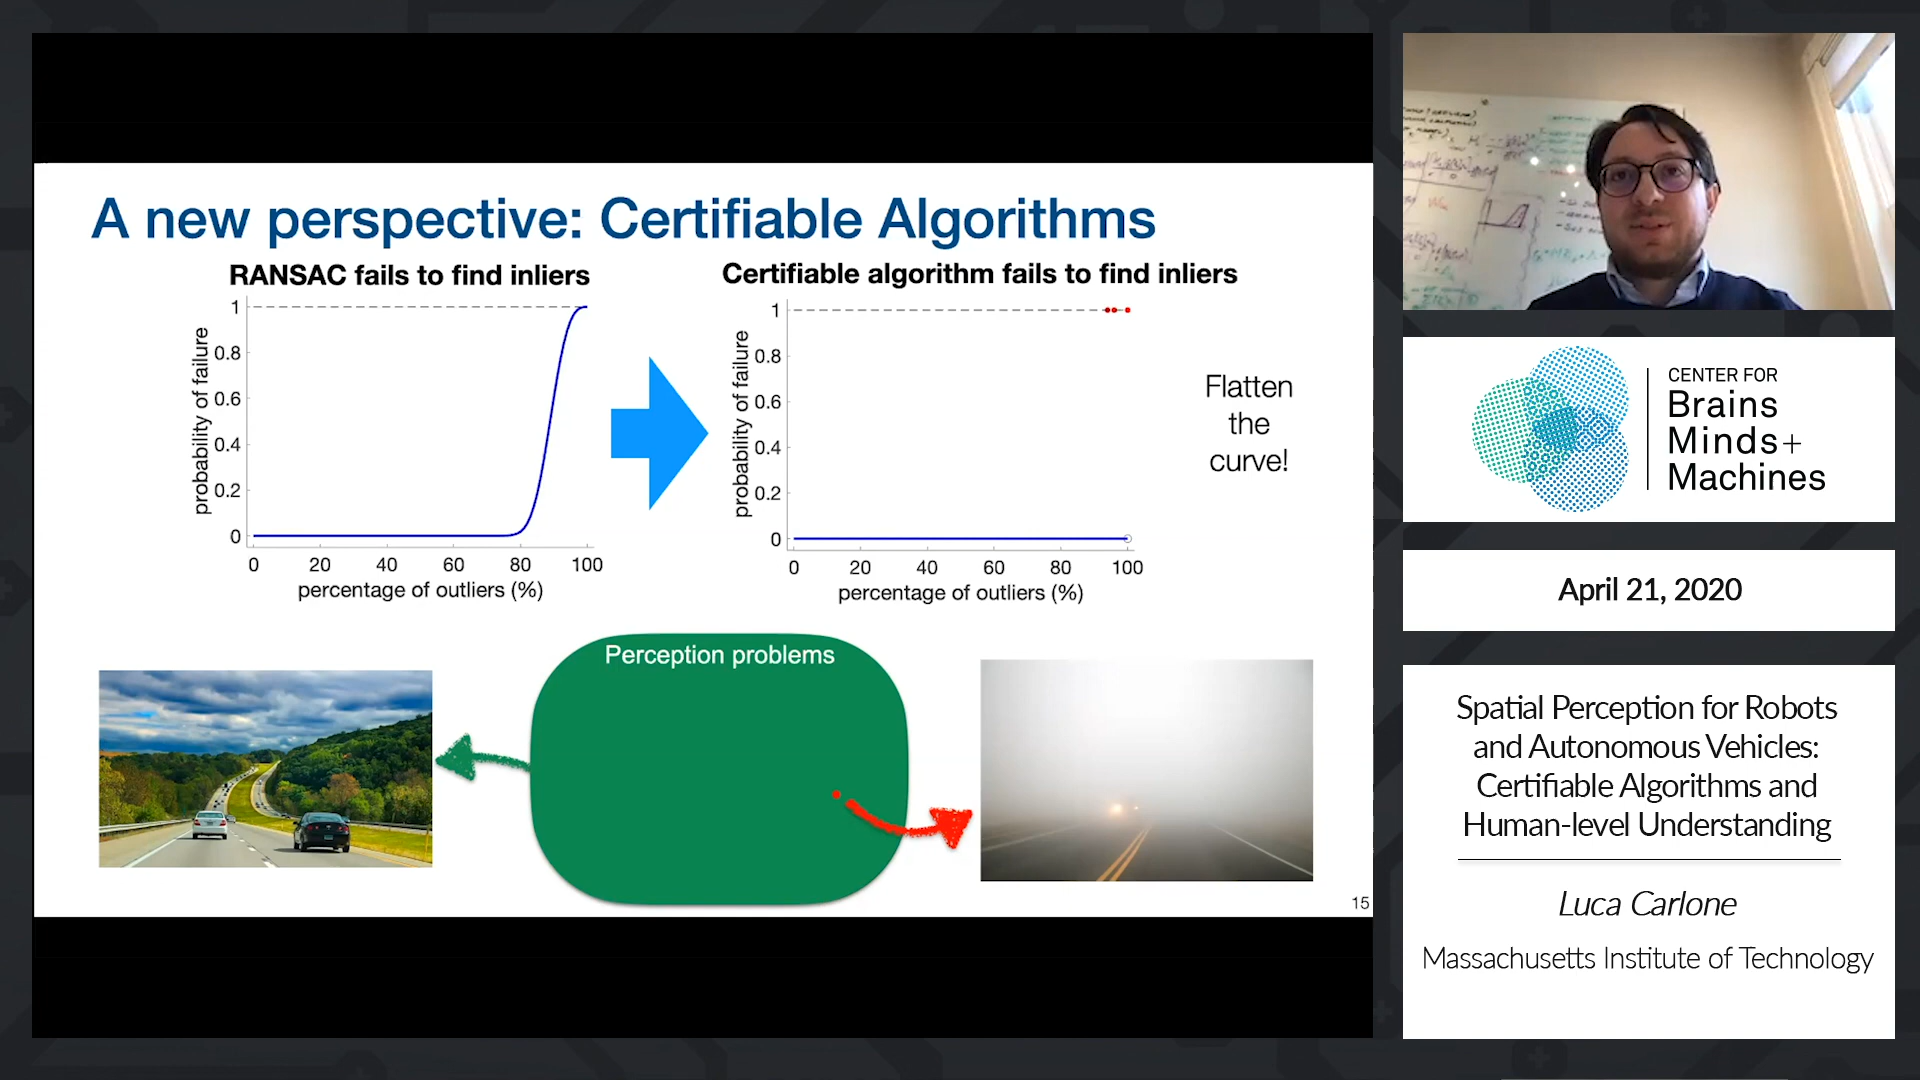 A new perspective: Certifiable Algorithms
RANSAC fails to find inliers
1
0.8
0.6
0.4
0.2
0
probability of failure
0 20 40 60 80 100
percentage of outliers (%)
Certifiable algorithm fails to find inliers
1
0.8
0.6
0.4
0.2
0
probability of failure
0 20 40 60 80 100
percentage of outliers (%)
Flatten
the
curve!
Perception problems
15
CENTER FOR
Brains
Minds+
Machines
April 21, 2020
Spatial Perception for Robots
and Autonomous Vehicles:
Certifiable Algorithms and
Human-level Understanding
Luca Carlone
Massachusetts Institute of Technology